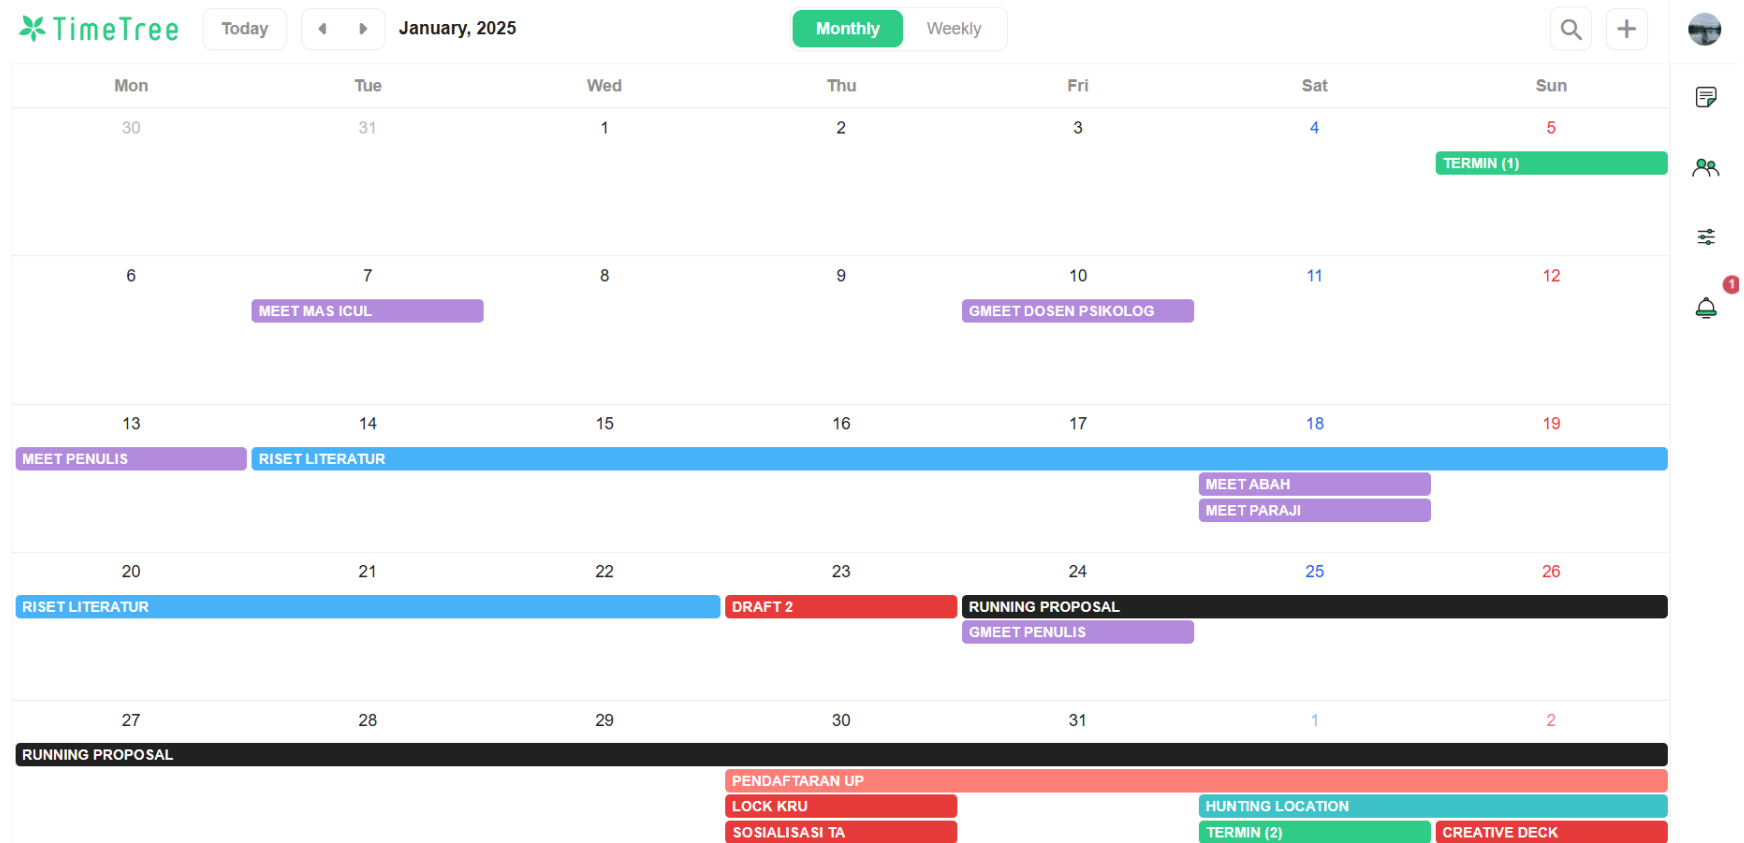 TimeTree Today January, 2025 Monthly Weekly
Mon Tue Wed Thu Fri Sat Sun
30 31 1 2 3 4 5
TERMIN (1)
6 7 8 9 10 11 12
1
MEET MAS ICUL GMEET DOSEN PSIKOLOG
13 14 15 16 17 18 19
MEET PENULIS RISET LITERATUR
MEET ABAH
MEET PARAJI
20 21 22 23 24 25 26
RISET LITERATUR DRAFT 2 RUNNING PROPOSAL
GMEET PENULIS
27 28 29 30 31 1 2
RUNNING PROPOSAL
PENDAFTARAN UP
LOCK KRU HUNTING LOCATION
SOSIALISASI TA TERMIN (2) CREATIVE DECK